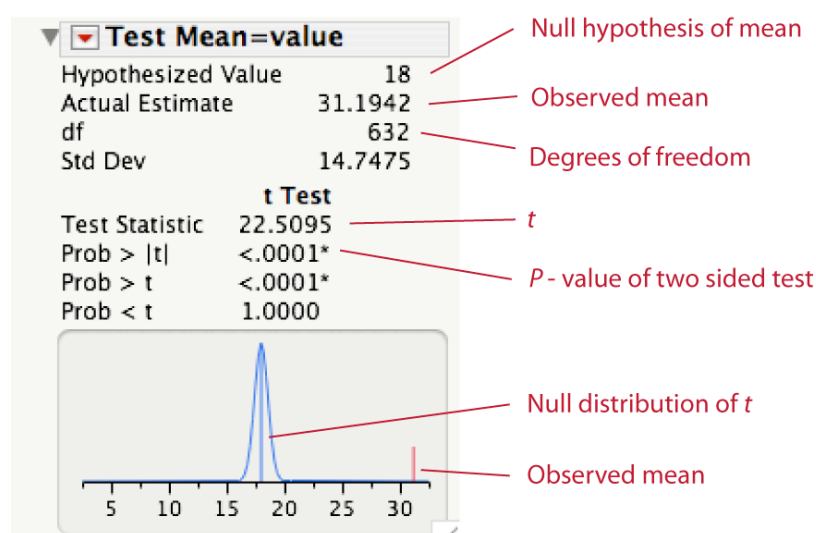 Test Mean=value
Null hypothesis of mean
Hypothesized Value 18
Actual Estimate 31.1942
Observed mean
df 632
Degrees of freedom
Std Dev 14.7475
t Test
Test Statistic 22.5095
t
Prob > |t| <.0001*
P - value of two sided test
Prob > t <.0001*
Prob < t 1.0000
Null distribution of t
Observed mean
5 10 15 20 25 30